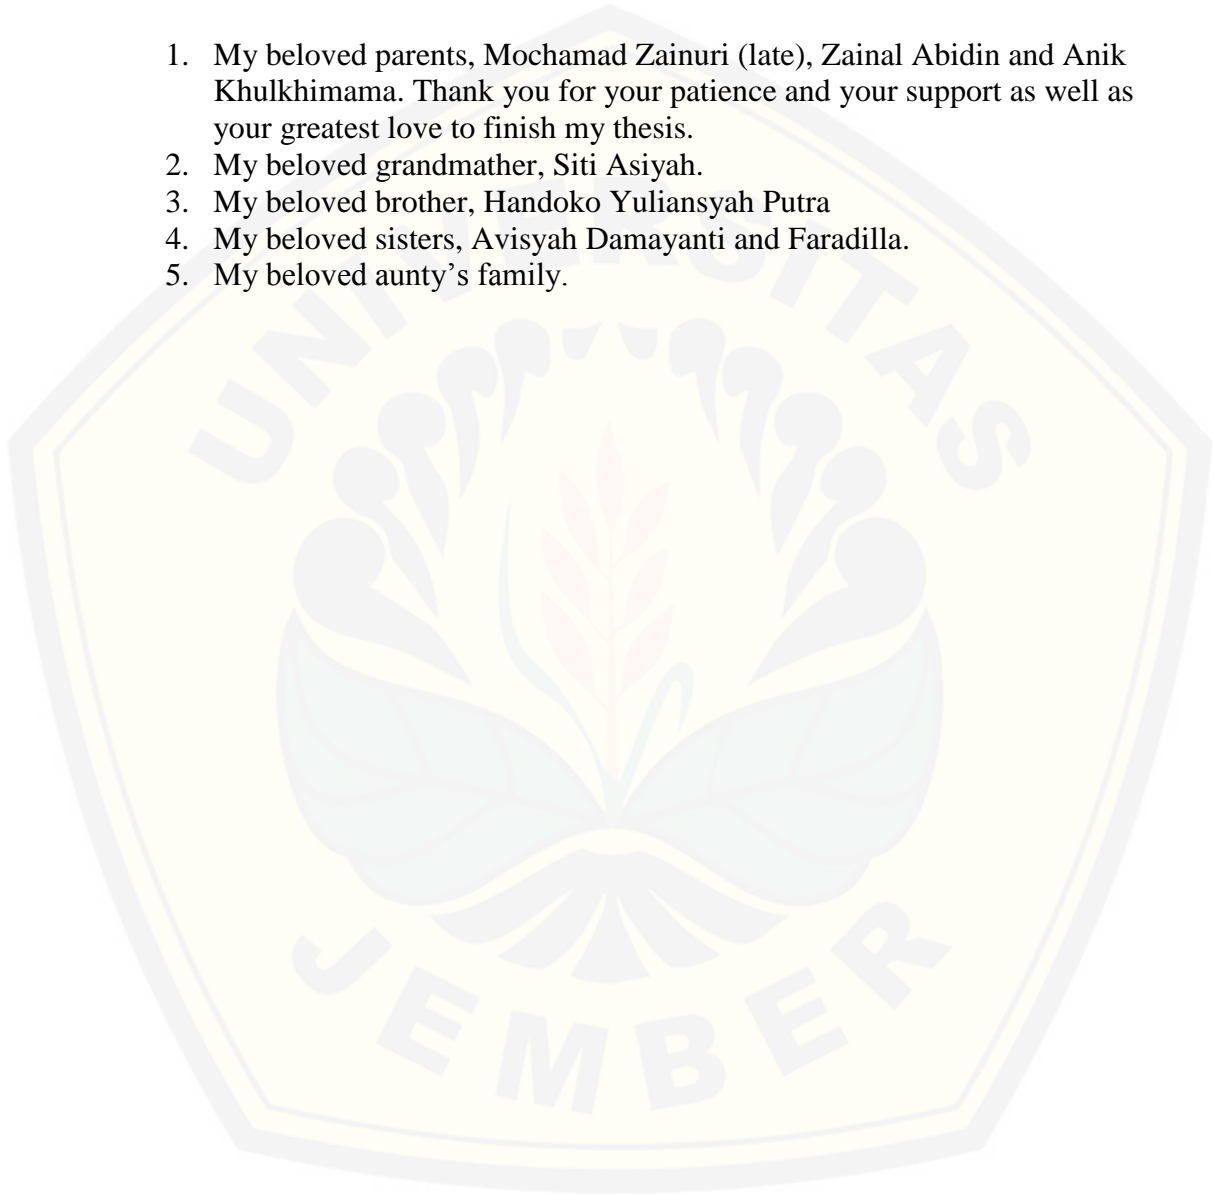 1. My beloved parents, Mochamad Zainuri (late), Zainal Abidin and Anik
Khulkhimama. Thank you for your patience and your support as well as
your greatest love to finish my thesis.
2. My beloved grandmather, Siti Asiyah.
3. My beloved brother, Handoko Yuliansyah Putra
4. My beloved sisters, Avisyah Damayanti and Faradilla.
5. My beloved aunty’s family.
UNIVERSITAS
JEMBER